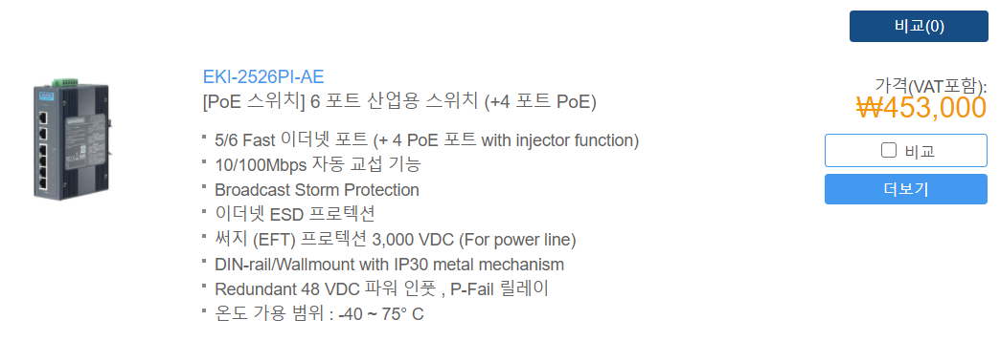 비교(0)
EKI-2526PI-AE
[PoE 스위치] 6 포트 산업용 스위치 (+4 포트 PoE)
5/6 Fast 이더넷 포트 (+ 4 PoE 포트 with injector function)
10/100Mbps 자동 교섭 기능
Broadcast Storm Protection
이더넷 ESD 프로텍션
써지 (EFT) 프로텍션 3,000 VDC (For power line)
DIN-rail/Wallmount with IP30 metal mechanism
Redundant 48 VDC 파워 인풋 , P-Fail 릴레이
온도 가용 범위 : -40 ~ 75° C
가격(VAT포함):
₩453,000
비교
더보기